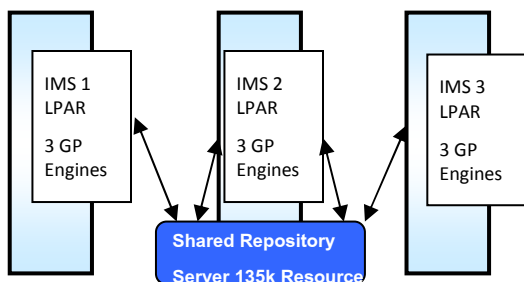 IMS 1
LPAR
3 GP
Engines
IMS 2
LPAR
3 GP
Engines
IMS 3
LPAR
3 GP
Engines
Shared Repository
Server 135k Resource